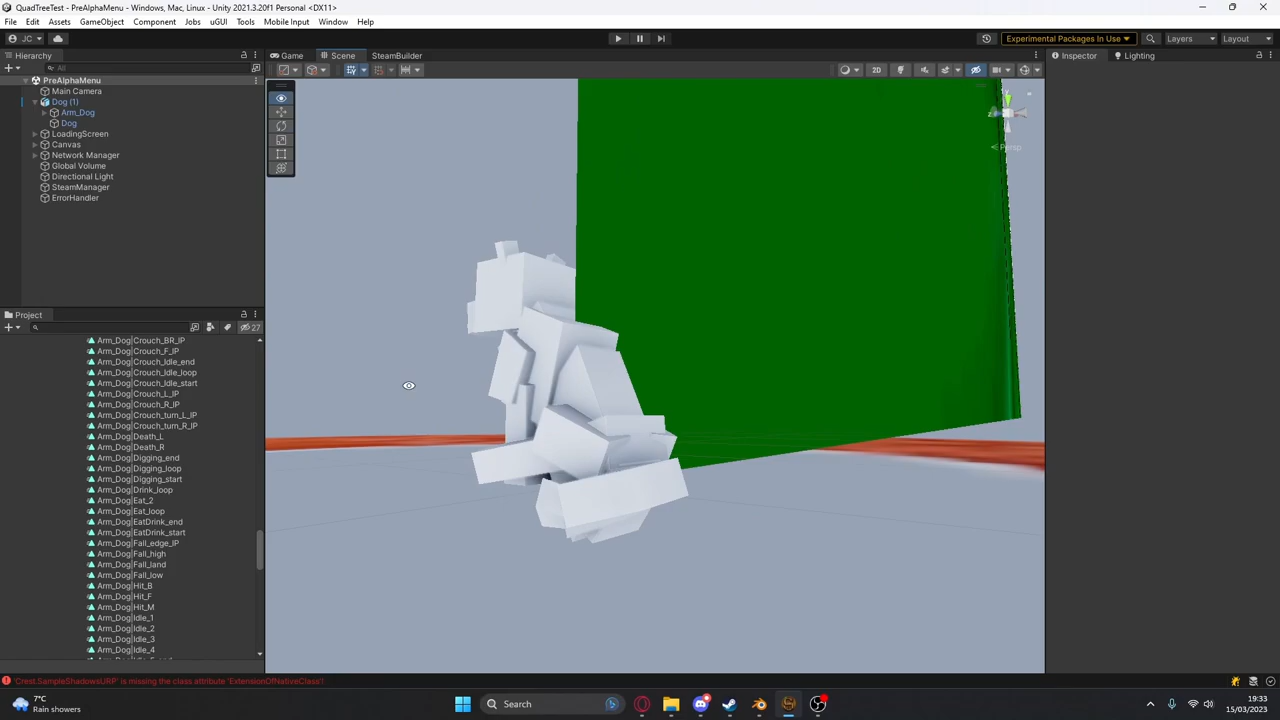 QuadTreeTest - PreAlphaMenu - Windows, Mac, Linux - Unity 2021.3.20f1 Personal <DX11>
File Edit Assets GameObject Component Jobs uGUI Tools Mobile Input Window Help
JC Experimental Packages In Use Layers Layout
Hierarchy Game Scene SteamBuilder Inspector Lighting
All 2D
PreAlphaMenu
Main Camera
Dog (1)
Arm_Dog
Dog
LoadingScreen
Canvas
Network Manager
Global Volume
Directional Light
SteamManager
ErrorHandler
y
z
Persp
Project
27
Arm_Dog|Crouch_BR_IP
Arm_Dog|Crouch_F_IP
Arm_Dog|Crouch_Idle_end
Arm_Dog|Crouch_Idle_loop
Arm_Dog|Crouch_Idle_start
Arm_Dog|Crouch_L_IP
Arm_Dog|Crouch_R_IP
Arm_Dog|Crouch_turn_L_IP
Arm_Dog|Crouch_turn_R_IP
Arm_Dog|Death_L
Arm_Dog|Death_R
Arm_Dog|Digging_end
Arm_Dog|Digging_loop
Arm_Dog|Digging_start
Arm_Dog|Drink_loop
Arm_Dog|Eat_2
Arm_Dog|Eat_loop
Arm_Dog|EatDrink_end
Arm_Dog|EatDrink_start
Arm_Dog|Fall_edge_IP
Arm_Dog|Fall_high
Arm_Dog|Fall_land
Arm_Dog|Fall_low
Arm_Dog|Hit_B
Arm_Dog|Hit_F
Arm_Dog|Hit_M
Arm_Dog|Idle_1
Arm_Dog|Idle_2
Arm_Dog|Idle_3
Arm_Dog|Idle_4
'Crest.SampleShadowsURP' is missing the class attribute 'ExtensionOfNativeClass'!
7°C
Rain showers
Search
19:33
15/03/2023